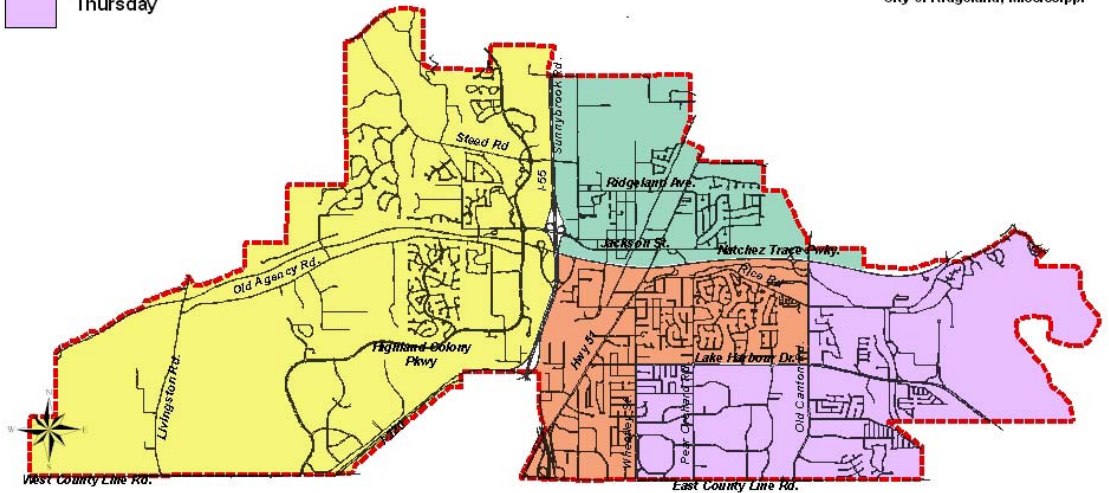 Thursday
City of Ridgeland, Mississippi
Sunnybrook Rd.
Steed Rd
I-55
Ridgeland Ave.
Jackson St.
Natchez Trace Pwky.
Old Agency Rd.
Rice Rd
Hwy 51
Highland Colony
Pkwy
Lake Harbour Dr.
Livingston Rd.
Old Canton Rd
Pear Orchard Rd
Wheatley St
I-220
N
W
E
S
West County Line Rd.
East County Line Rd.